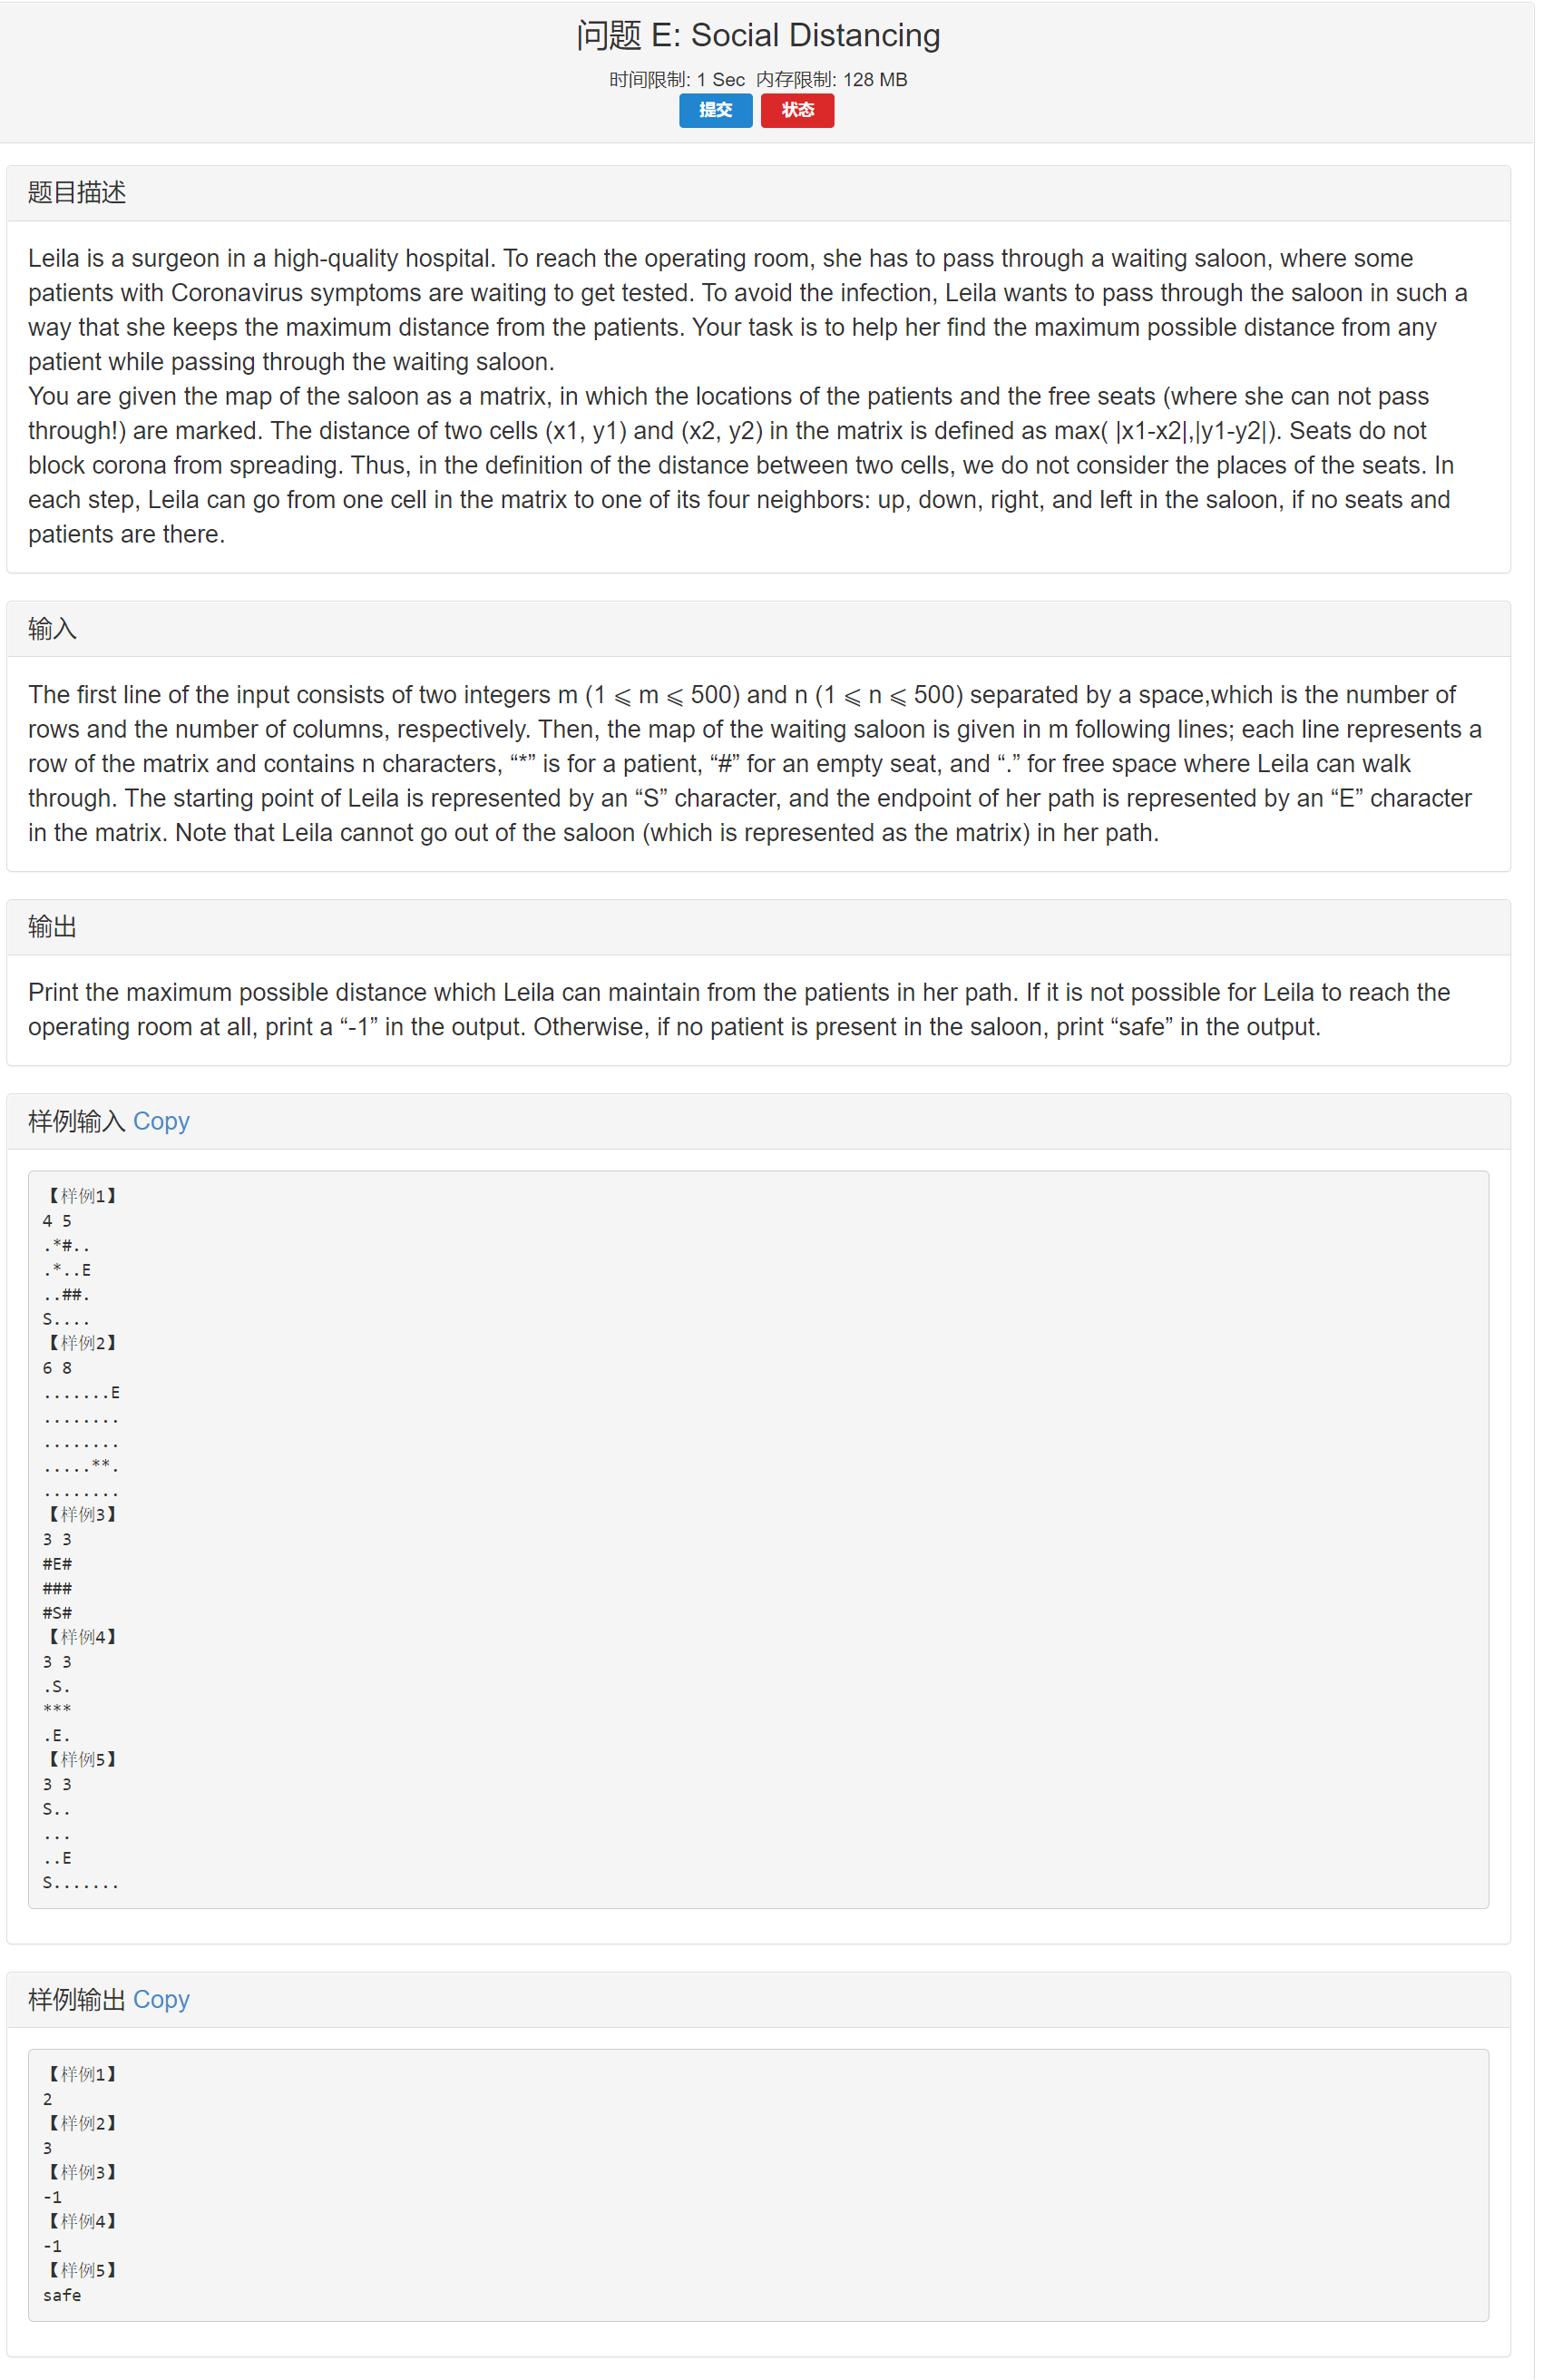 问题 E: Social Distancing
时间限制: 1 Sec 内存限制: 128 MB
提交 状态
题目描述
Leila is a surgeon in a high-quality hospital. To reach the operating room, she has to pass through a waiting saloon, where some
patients with Coronavirus symptoms are waiting to get tested. To avoid the infection, Leila wants to pass through the saloon in such a
way that she keeps the maximum distance from the patients. Your task is to help her find the maximum possible distance from any
patient while passing through the waiting saloon.
You are given the map of the saloon as a matrix, in which the locations of the patients and the free seats (where she can not pass
through!) are marked. The distance of two cells (x1, y1) and (x2, y2) in the matrix is defined as max( |x1-x2|,|y1-y2|). Seats do not
block corona from spreading. Thus, in the definition of the distance between two cells, we do not consider the places of the seats. In
each step, Leila can go from one cell in the matrix to one of its four neighbors: up, down, right, and left in the saloon, if no seats and
patients are there.
输入
The first line of the input consists of two integers m (1 ⩽ m ⩽ 500) and n (1 ⩽ n ⩽ 500) separated by a space,which is the number of
rows and the number of columns, respectively. Then, the map of the waiting saloon is given in m following lines; each line represents a
row of the matrix and contains n characters, “*” is for a patient, “#” for an empty seat, and “.” for free space where Leila can walk
through. The starting point of Leila is represented by an “S” character, and the endpoint of her path is represented by an “E” character
in the matrix. Note that Leila cannot go out of the saloon (which is represented as the matrix) in her path.
输出
Print the maximum possible distance which Leila can maintain from the patients in her path. If it is not possible for Leila to reach the
operating room at all, print a “-1” in the output. Otherwise, if no patient is present in the saloon, print “safe” in the output.
样例输入 Copy
【样例1】
4 5
.*#..
.*..E
..##.
S....
【样例2】
6 8
.......E
........
........
.....**.
........
【样例3】
3 3
#E#
###
#S#
【样例4】
3 3
.S.
***
.E.
【样例5】
3 3
S..
...
..E
S.......
样例输出 Copy
【样例1】
2
【样例2】
3
【样例3】
-1
【样例4】
-1
【样例5】
safe